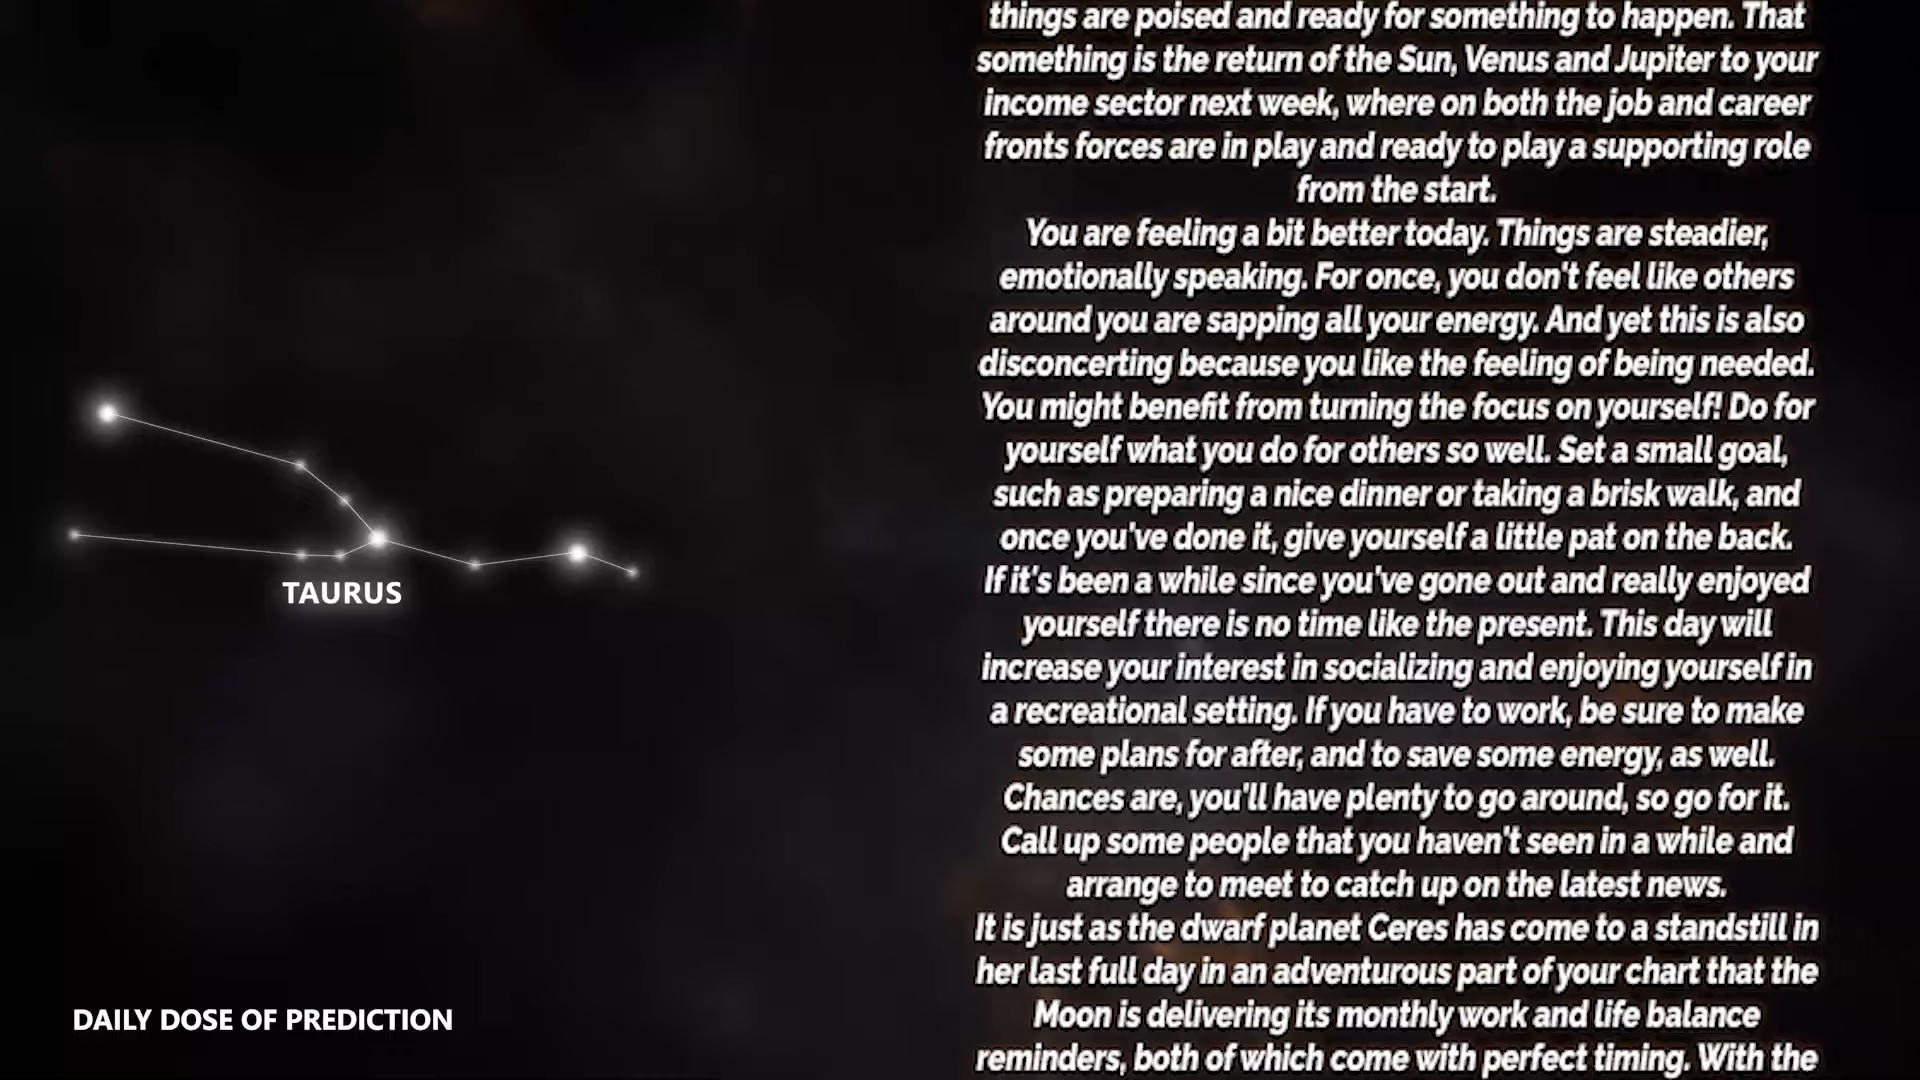 things are poised and ready for something to happen. That
something is the return of the Sun, Venus and Jupiter to your
income sector next week, where on both the job and career
fronts forces are in play and ready to play a supporting role
from the start.
You are feeling a bit better today. Things are steadier,
emotionally speaking. For once, you don't feel like others
around you are sapping all your energy. And yet this is also
disconcerting because you like the feeling of being needed.
You might benefit from turning the focus on yourself! Do for
yourself what you do for others so well. Set a small goal,
such as preparing a nice dinner or taking a brisk walk, and
once you've done it, give yourself a little pat on the back.
If it's been a while since you've gone out and really enjoyed
yourself there is no time like the present. This day will
increase your interest in socializing and enjoying yourself in
a recreational setting. If you have to work, be sure to make
some plans for after, and to save some energy, as well.
Chances are, you'll have plenty to go around, so go for it.
Call up some people that you haven't seen in a while and
arrange to meet to catch up on the latest news.
It is just as the dwarf planet Ceres has come to a standstill in
her last full day in an adventurous part of your chart that the
Moon is delivering its monthly work and life balance
reminders, both of which come with perfect timing. With the
TAURUS
DAILY DOSE OF PREDICTION